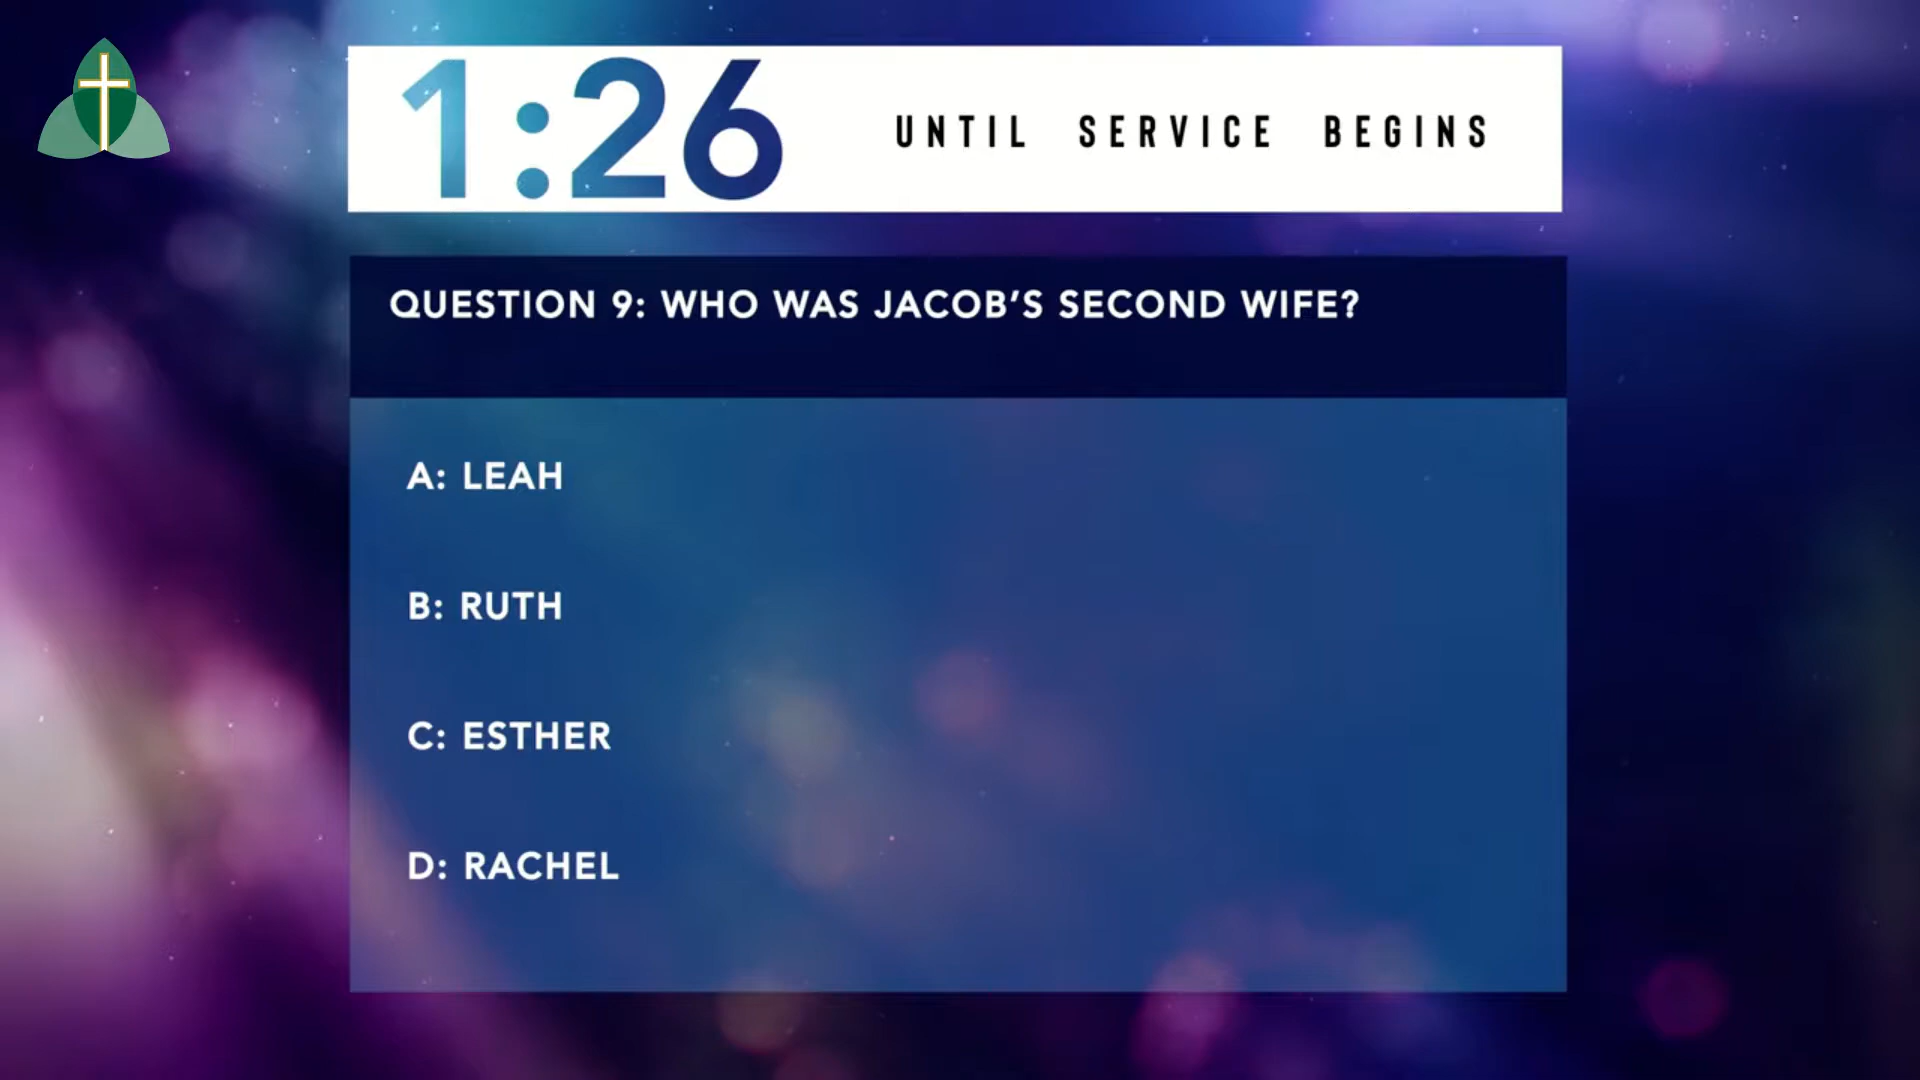 1:26 UNTIL SERVICE BEGINS
QUESTION 9: WHO WAS JACOB’S SECOND WIFE?
A: LEAH
B: RUTH
C: ESTHER
D: RACHEL